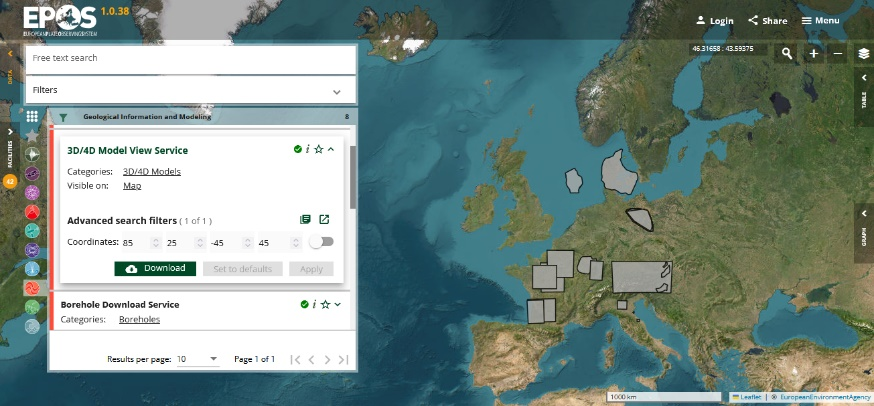 EPOS 1.0.38
EUROPEAN PLATE OBSERVING SYSTEM
Login
Share
Menu
46.31658 : 43.59375
Free text search
Filters
DATA
FACILITIES
42
TABLE
GRAPH
Geological Information and Modeling 8
3D/4D Model View Service
Categories: 3D/4D Models
Visible on: Map
Advanced search filters ( 1 of 1 )
Coordinates: 85 25 -45 45
Download
Set to defaults
Apply
Borehole Download Service
Categories: Boreholes
Results per page: 10 Page 1 of 1
1000 km
Leaflet | © EuropeanEnvironmentAgency